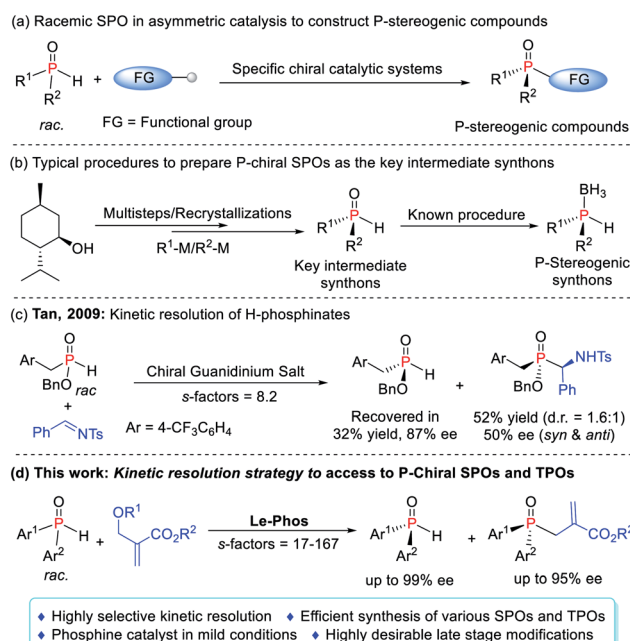 (a) Racemic SPO in asymmetric catalysis to construct P-stereogenic compounds
O
R¹ P H + FG Specific chiral catalytic systems R¹ P FG
R² R²
rac. FG = Functional group P-stereogenic compounds
(b) Typical procedures to prepare P-chiral SPOs as the key intermediate synthons
OH
Multisteps/Recrystallizations
R¹-M/R²-M
O
R¹ P H
R²
Key intermediate
synthons
Known procedure
BH₃
R¹ P H
R²
P-Stereogenic
synthons
(c) Tan, 2009: Kinetic resolution of H-phosphinates
O
Ar P H
BnO rac
+
Ph NTs
Chiral Guanidinium Salt
s-factors = 8.2
Ar = 4-CF₃C₆H₄
O
Ar P H
BnO
Recovered in
32% yield, 87% ee
+
O
Ar P NHTs
BnO Ph
52% yield (d.r. = 1.6:1)
50% ee (syn & anti)
(d) This work: Kinetic resolution strategy to access to P-Chiral SPOs and TPOs
O
Ar¹ P H
Ar²
rac.
+
OR¹
CO₂R²
Le-Phos
s-factors = 17-167
O
Ar¹ P H
Ar²
up to 99% ee
+
O
Ar¹ P CO₂R²
Ar²
up to 95% ee
♦ Highly selective kinetic resolution ♦ Efficient synthesis of various SPOs and TPOs
♦ Phosphine catalyst in mild conditions ♦ Highly desirable late stage modifications